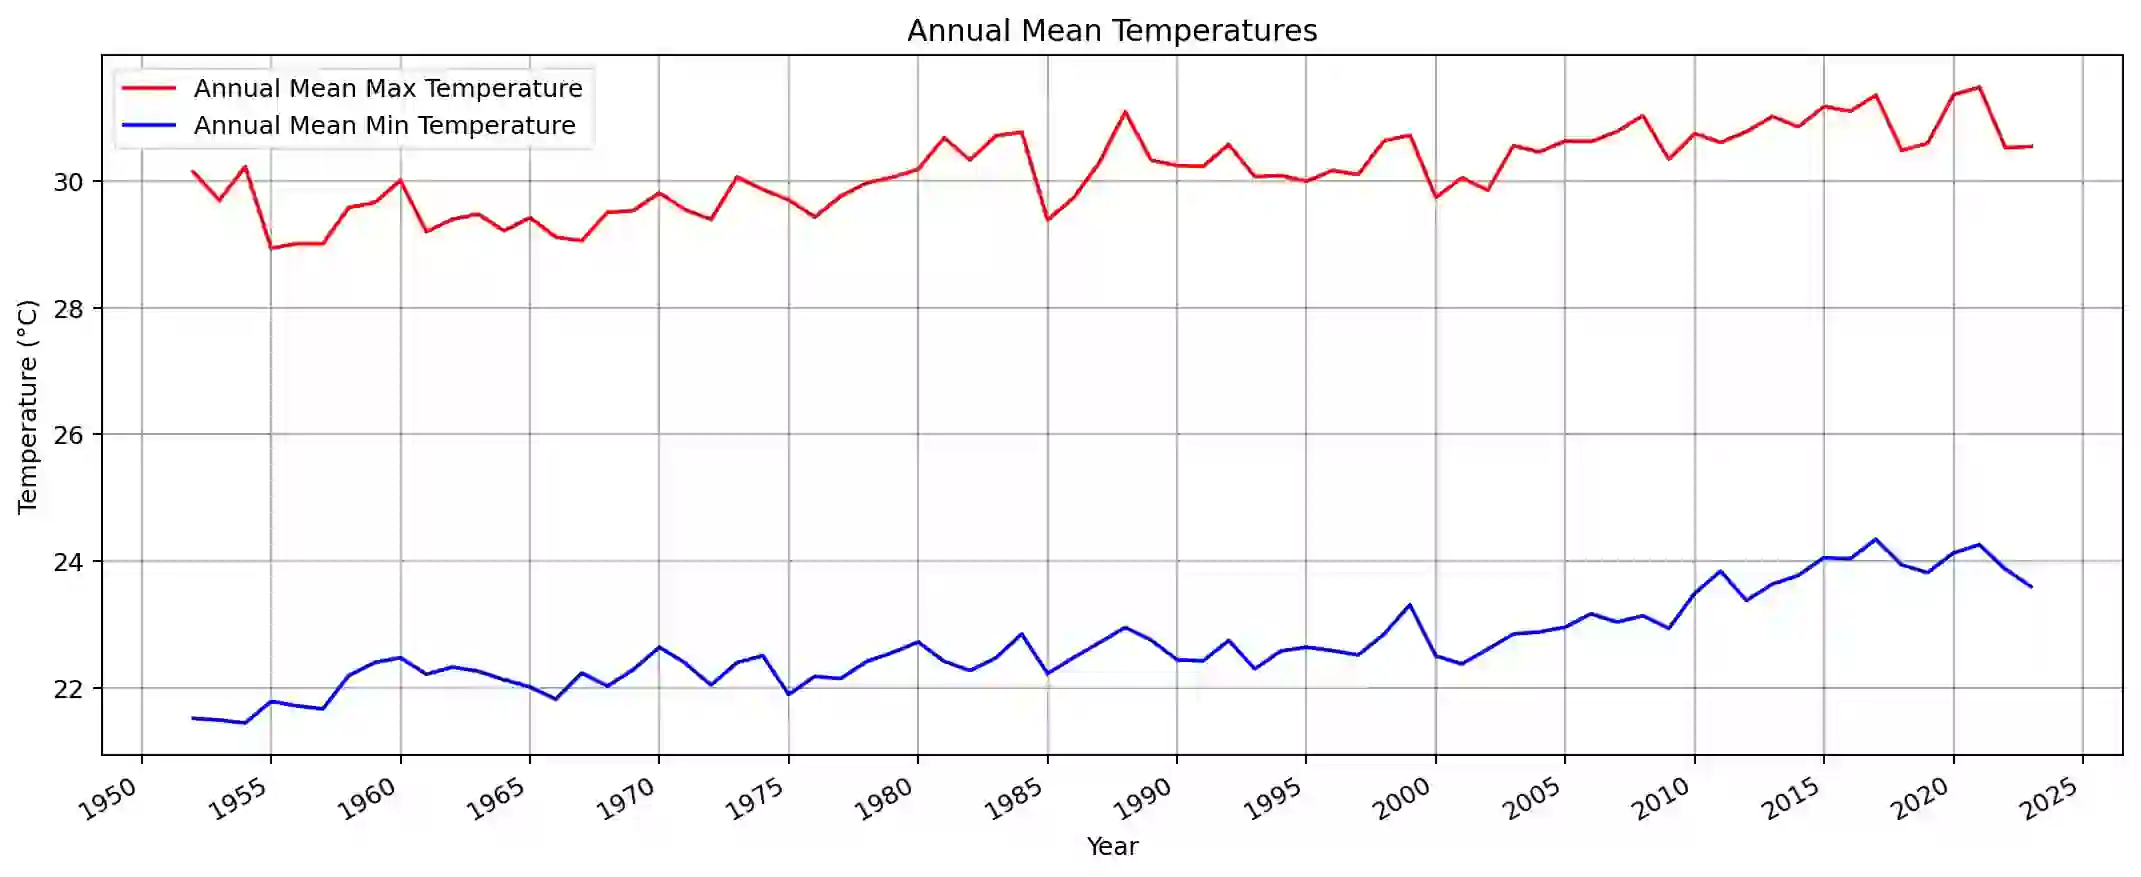 Annual Mean Temperatures
Annual Mean Max Temperature
Annual Mean Min Temperature
Temperature (°C)
30
28
26
24
22
1950 1955 1960 1965 1970 1975 1980 1985 1990 1995 2000 2005 2010 2015 2020 2025
Year